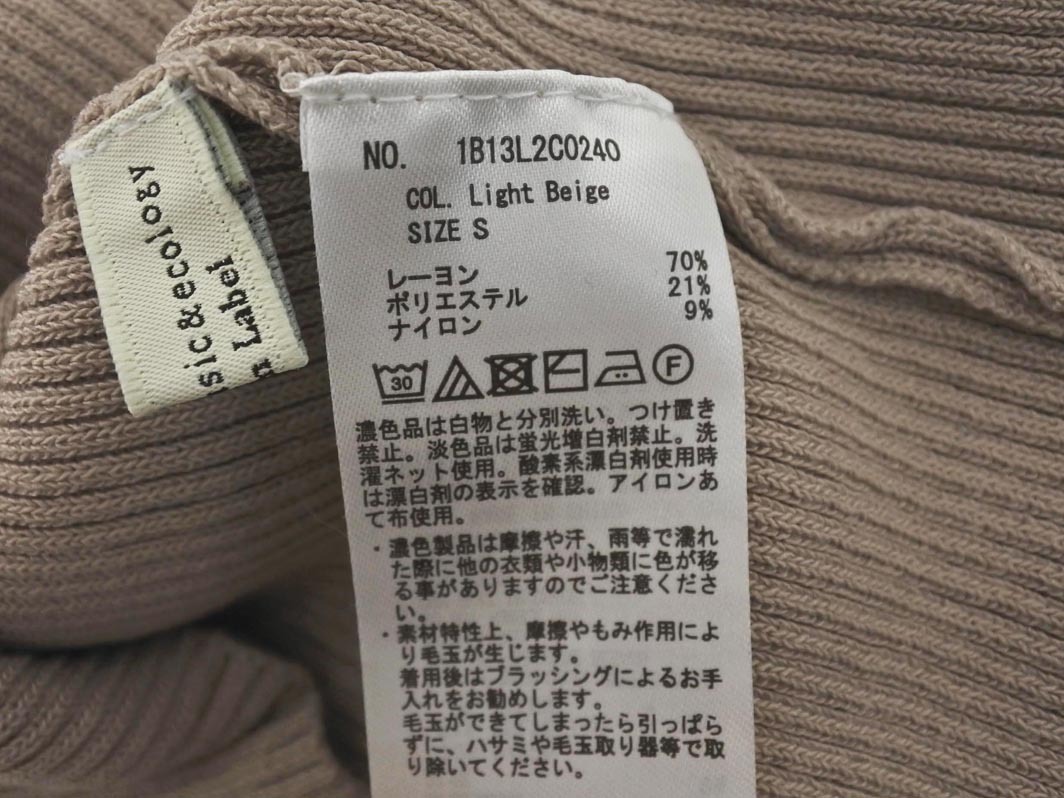 sic&ecology
Label
NO. 1B13L2C0240
COL. Light Beige
SIZE S
レーヨン 70%
ポリエステル 21%
ナイロン 9%
30
F
濃色品は白物と分別洗い。つけ置き
禁止。淡色品は蛍光増白剤禁止。洗
濯ネット使用。酸素系漂白剤使用時
は漂白剤の表示を確認。アイロンあ
て布使用。
・濃色製品は摩擦や汗、雨等で濡れ
た際に他の衣類や小物類に色が移
る事がありますのでご注意くださ
い。
・素材特性上、摩擦やもみ作用によ
り毛玉が生じます。
着用後はブラッシングによるお手
入れをお勧めします。
毛玉ができてしまったら引っぱら
ずに、ハサミや毛玉取り器等で取
り除いてください。